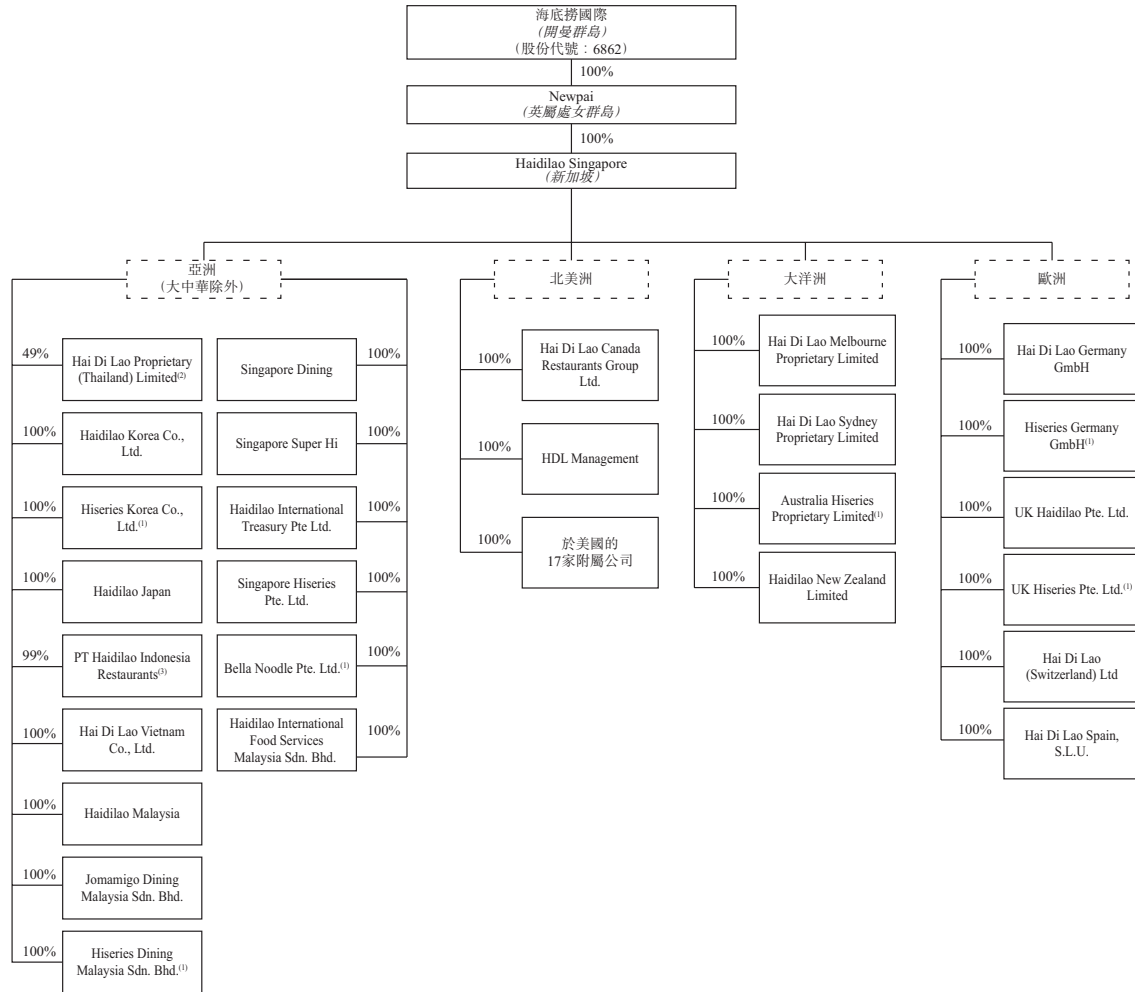 海底撈國際
(開曼群島)
(股份代號：6862)
100%
Newpai
(英屬處女群島)
100%
Haidilao Singapore
(新加坡)
亞洲
(大中華除外)
北美洲
大洋洲
歐洲
49%
Hai Di Lao Proprietary
(Thailand) Limited(2)
100%
Haidilao Korea Co.,
Ltd.
100%
Hiseries Korea Co.,
Ltd.(1)
100%
Haidilao Japan
99%
PT Haidilao Indonesia
Restaurants(3)
100%
Hai Di Lao Vietnam
Co., Ltd.
100%
Haidilao Malaysia
100%
Jomamigo Dining
Malaysia Sdn. Bhd.
100%
Hiseries Dining
Malaysia Sdn. Bhd.(1)
Singapore Dining
100%
Singapore Super Hi
100%
Haidilao International
Treasury Pte Ltd.
100%
Singapore Hiseries
Pte. Ltd.
100%
Bella Noodle Pte. Ltd.(1)
100%
Haidilao International
Food Services
Malaysia Sdn. Bhd.
100%
100%
Hai Di Lao Canada
Restaurants Group
Ltd.
100%
HDL Management
100%
於美國的
17家附屬公司
100%
Hai Di Lao Melbourne
Proprietary Limited
100%
Hai Di Lao Sydney
Proprietary Limited
100%
Australia Hiseries
Proprietary Limited(1)
100%
Haidilao New Zealand
Limited
100%
Hai Di Lao Germany
GmbH
100%
Hiseries Germany
GmbH(1)
100%
UK Haidilao Pte. Ltd.
100%
UK Hiseries Pte. Ltd.(1)
100%
Hai Di Lao
(Switzerland) Ltd
100%
Hai Di Lao Spain,
S.L.U.